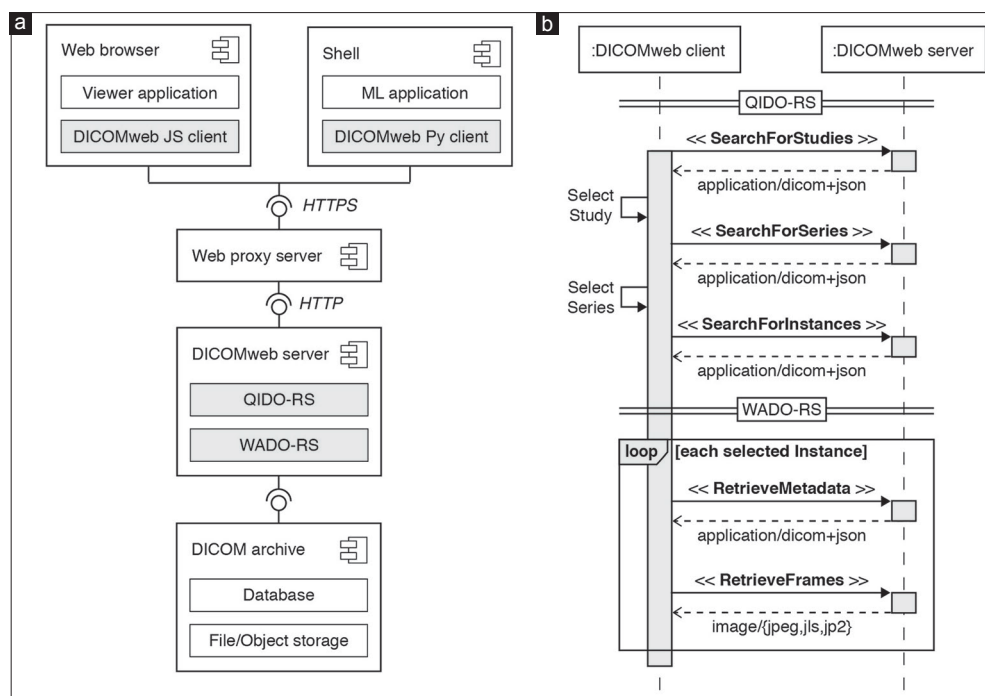 a
Web browser
Viewer application
DICOMweb JS client
Shell
ML application
DICOMweb Py client
HTTPS
Web proxy server
HTTP
DICOMweb server
QIDO-RS
WADO-RS
DICOM archive
Database
File/Object storage
b
:DICOMweb client
:DICOMweb server
QIDO-RS
<< SearchForStudies >>
application/dicom+json
Select
Study
<< SearchForSeries >>
application/dicom+json
Select
Series
<< SearchForInstances >>
application/dicom+json
WADO-RS
loop [each selected Instance]
<< RetrieveMetadata >>
application/dicom+json
<< RetrieveFrames >>
image/{jpeg,jls,jp2}